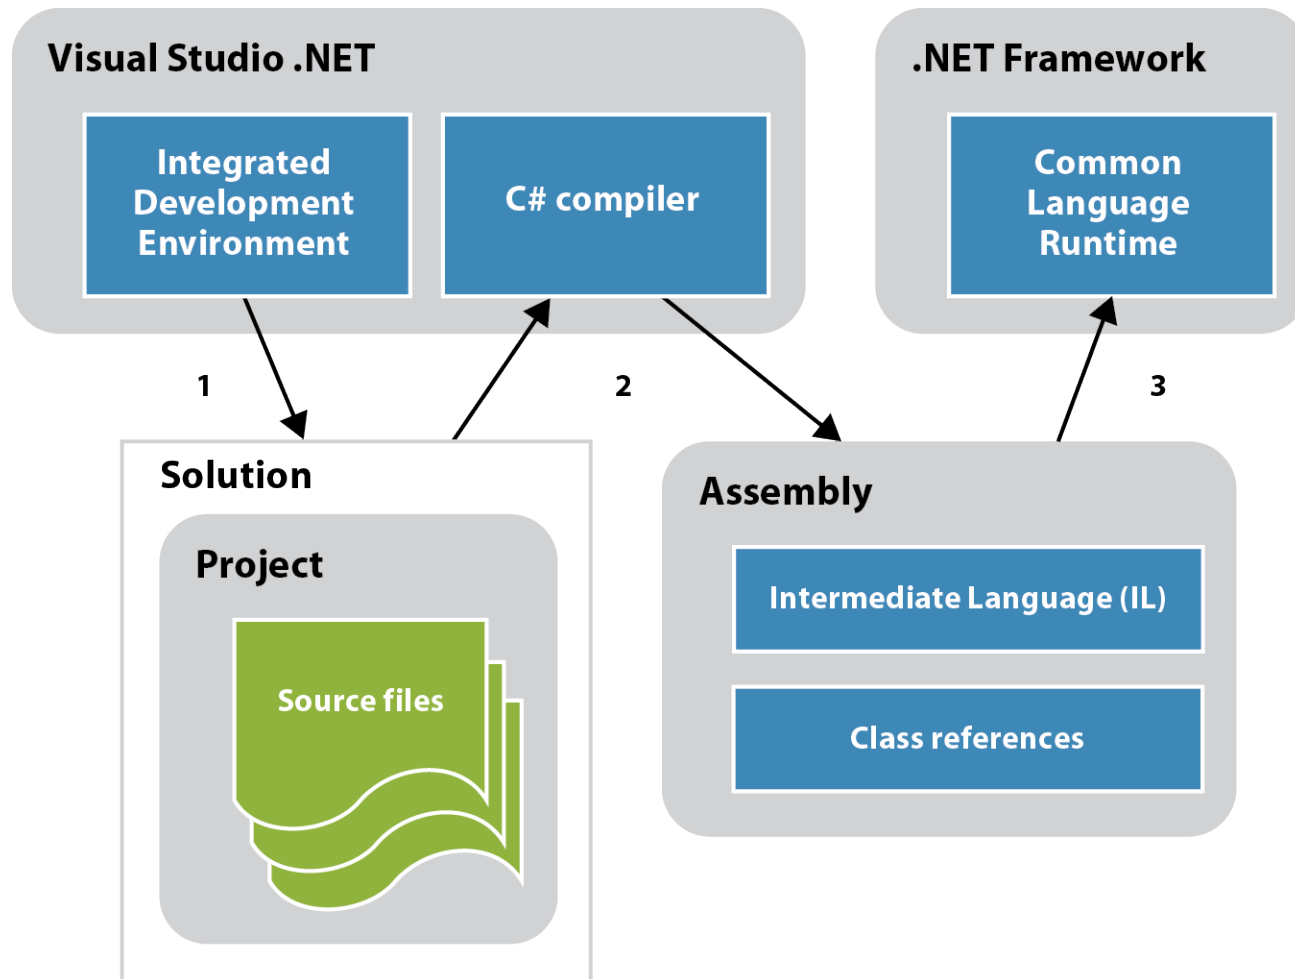 Visual Studio .NET
Integrated
Development
Environment
C# compiler
.NET Framework
Common
Language
Runtime
1
2
3
Solution
Project
Source files
Assembly
Intermediate Language (IL)
Class references